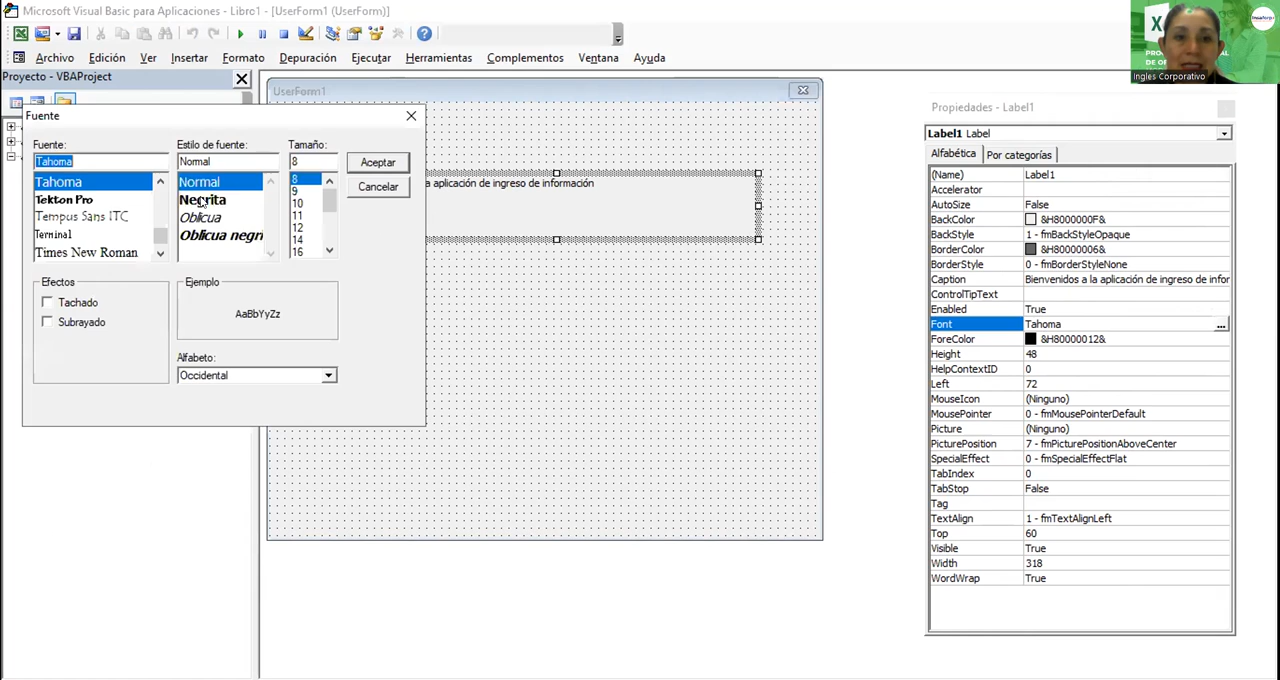 Microsoft Visual Basic para Aplicaciones - Libro1 - [UserForm1 (UserForm)]
Archivo Edición Ver Insertar Formato Depuración Ejecutar Herramientas Complementos Ventana Ayuda
Ingles Corporativo
Proyecto - VBAProject
Fuente
Fuente:
Tahoma
Tahoma
Tekton Pro
Tempus Sans ITC
Terminal
Times New Roman
Estilo de fuente:
Normal
Normal
Negrita
Oblicua
Oblicua negri
Tamaño:
8
8
9
10
11
12
14
16
Aceptar
Cancelar
Efectos
Tachado
Subrayado
Ejemplo
AaBbYyZz
Alfabeto:
Occidental
UserForm1
a aplicación de ingreso de información
Propiedades - Label1
Label1 Label
Alfabética Por categorías
(Name) Label1
Accelerator
AutoSize False
BackColor &H8000000F&
BackStyle 1 - fmBackStyleOpaque
BorderColor &H80000006&
BorderStyle 0 - fmBorderStyleNone
Caption Bienvenidos a la aplicación de ingreso de infor
ControlTipText
Enabled True
Font Tahoma ...
ForeColor &H80000012&
Height 48
HelpContextID 0
Left 72
MouseIcon (Ninguno)
MousePointer 0 - fmMousePointerDefault
Picture (Ninguno)
PicturePosition 7 - fmPicturePositionAboveCenter
SpecialEffect 0 - fmSpecialEffectFlat
TabIndex 0
TabStop False
Tag
TextAlign 1 - fmTextAlignLeft
Top 60
Visible True
Width 318
WordWrap True